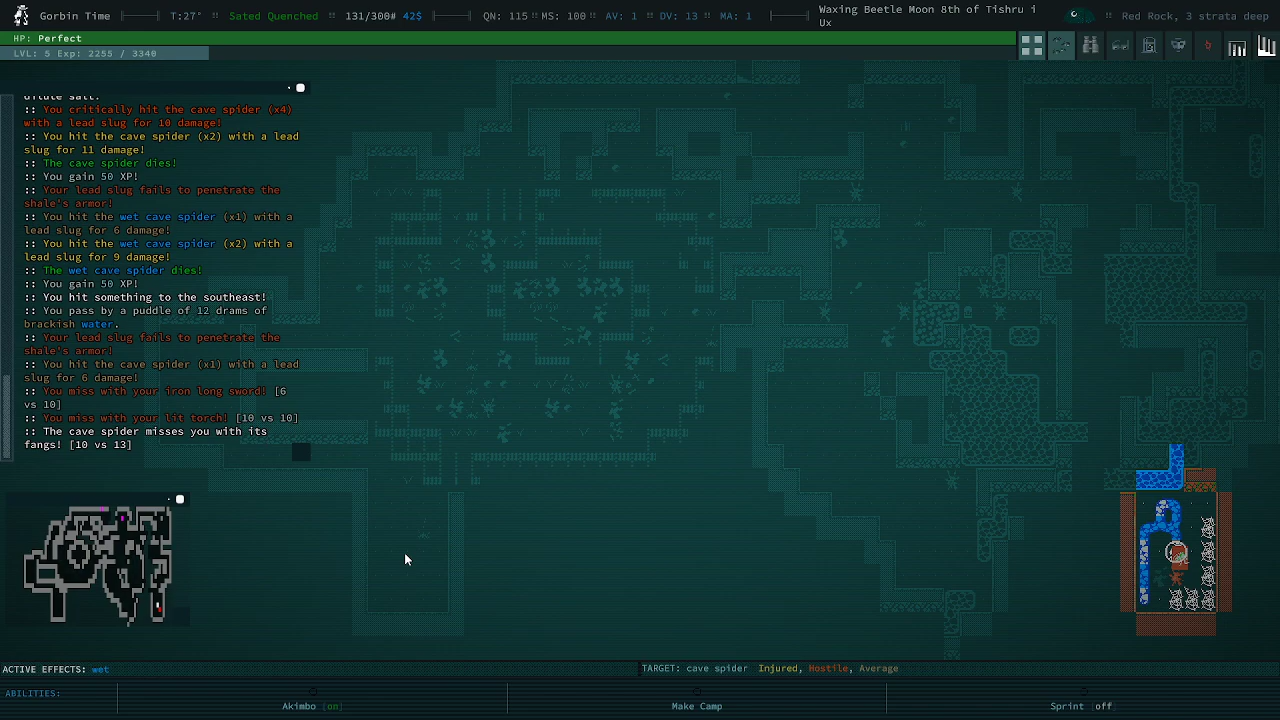 Gorbin Time T:27° Sated Quenched 131/300# 42$ QN: 115 MS: 100 AV: 1 DV: 13 MA: 1 Waxing Beetle Moon 8th of Tishru i
Ux Red Rock, 3 strata deep
HP: Perfect
LVL: 5 Exp: 2255 / 3340
dilute salt.
:: You critically hit the cave spider (x4)
with a lead slug for 10 damage!
:: You hit the cave spider (x2) with a lead
slug for 11 damage!
:: The cave spider dies!
:: You gain 50 XP!
:: Your lead slug fails to penetrate the
shale's armor!
:: You hit the wet cave spider (x1) with a
lead slug for 6 damage!
:: You hit the wet cave spider (x2) with a
lead slug for 9 damage!
:: The wet cave spider dies!
:: You gain 50 XP!
:: You hit something to the southeast!
:: You pass by a puddle of 12 drams of
brackish water.
:: Your lead slug fails to penetrate the
shale's armor!
:: You hit the cave spider (x1) with a lead
slug for 6 damage!
:: You miss with your iron long sword! [6
vs 10]
:: You miss with your lit torch! [10 vs 10]
:: The cave spider misses you with its
fangs! [10 vs 13]
ACTIVE EFFECTS: wet
TARGET: cave spider Injured, Hostile, Average
ABILITIES:
Akimbo [on]
Make Camp
Sprint [off]